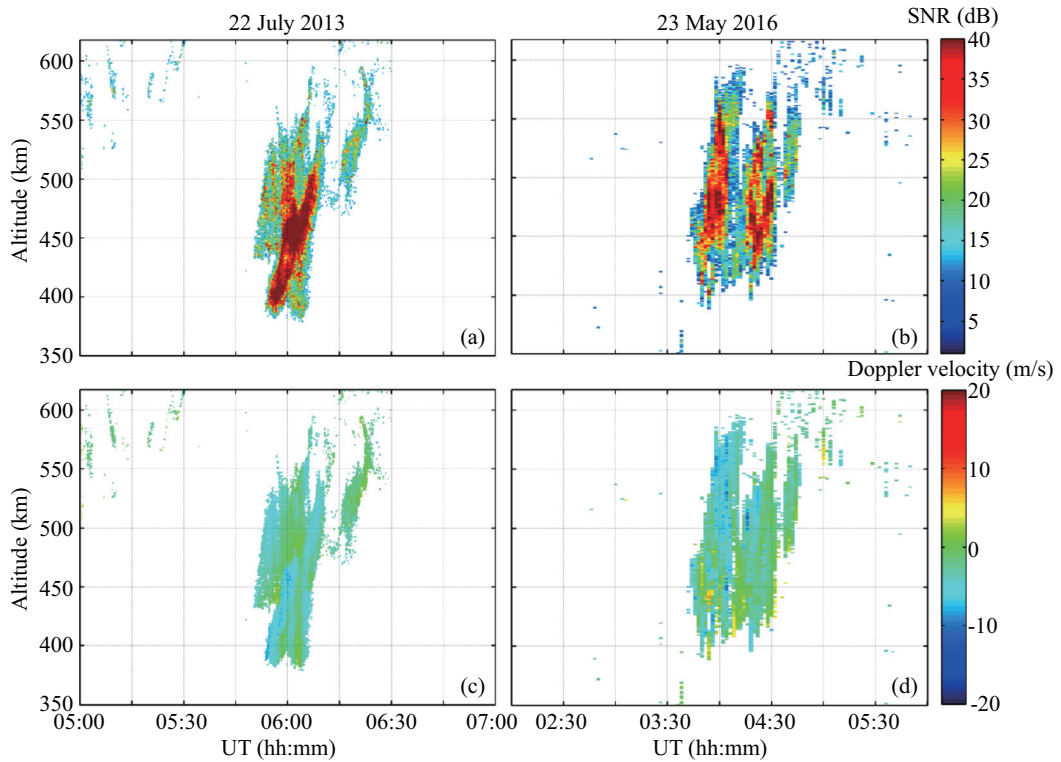 22 July 2013
23 May 2016
SNR (dB)
600
550
500
450
400
350
Altitude (km)
(a)
(b)
40
35
30
25
20
15
10
5
Doppler velocity (m/s)
600
550
500
450
400
350
Altitude (km)
(c)
(d)
20
10
0
-10
-20
05:00 05:30 06:00 06:30 07:00
02:30 03:30 04:30 05:30
UT (hh:mm)
UT (hh:mm)